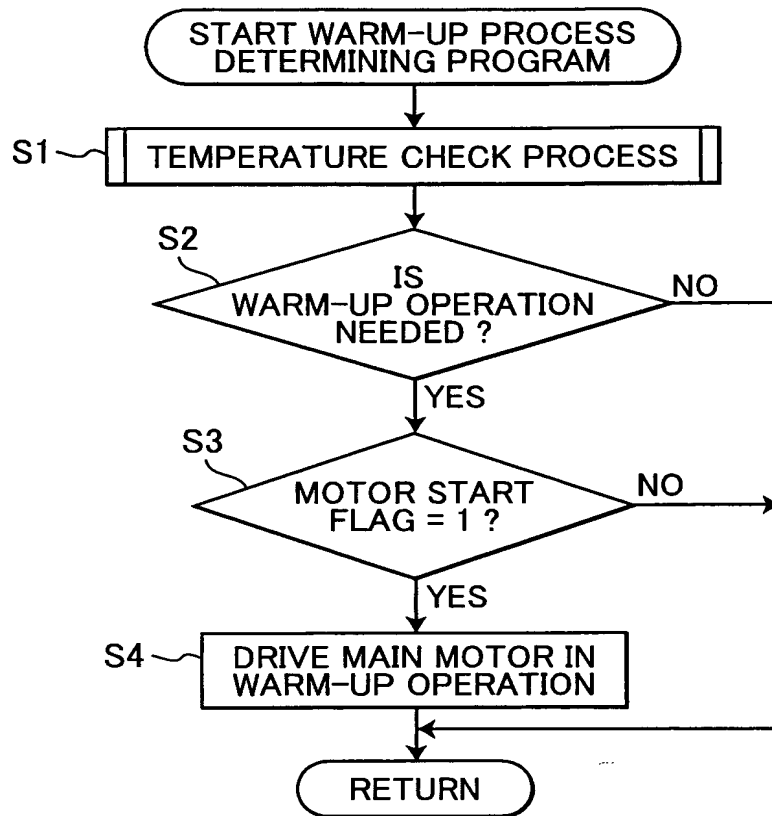 START WARM-UP PROCESS
DETERMINING PROGRAM
S1
TEMPERATURE CHECK PROCESS
S2
IS
WARM-UP OPERATION
NEEDED ?
NO
YES
S3
MOTOR START
FLAG = 1 ?
NO
YES
S4
DRIVE MAIN MOTOR IN
WARM-UP OPERATION
RETURN